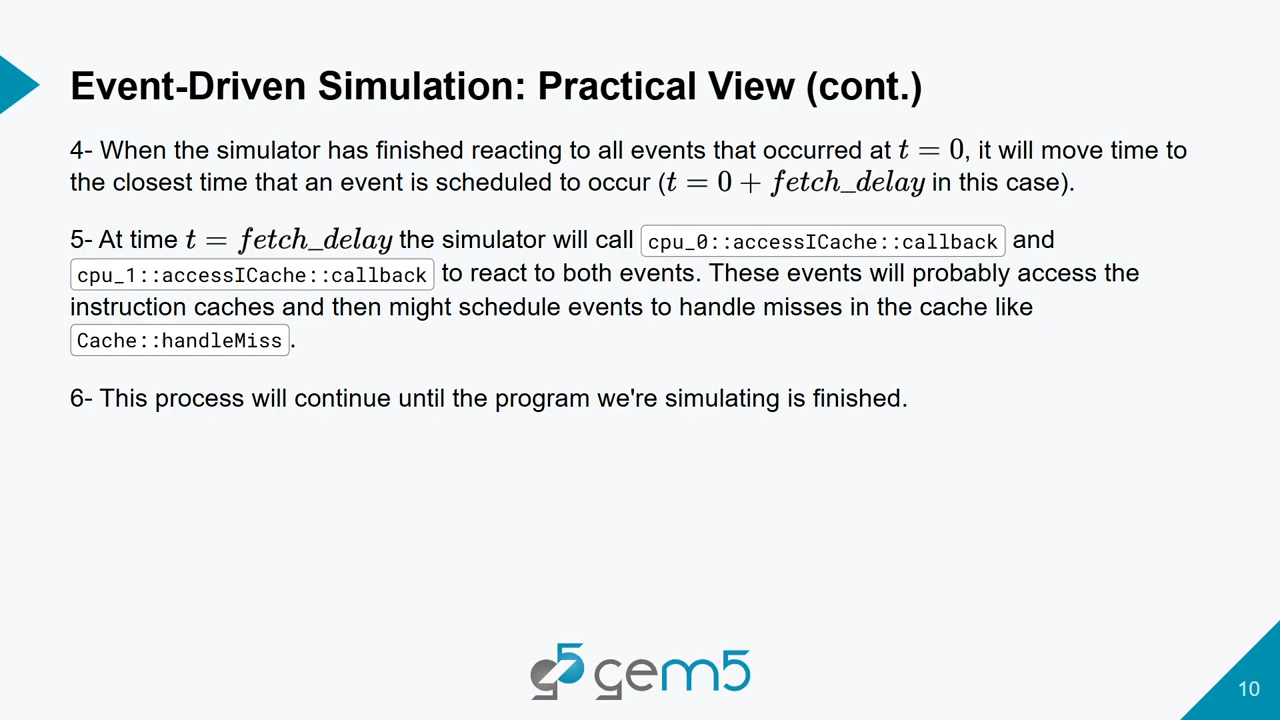 Event-Driven Simulation: Practical View (cont.)
4- When the simulator has finished reacting to all events that occurred at t = 0, it will move time to
the closest time that an event is scheduled to occur (t = 0 + fetch_delay in this case).
5- At time t = fetch_delay the simulator will call cpu_0::accessICache::callback and
cpu_1::accessICache::callback to react to both events. These events will probably access the
instruction caches and then might schedule events to handle misses in the cache like
Cache::handleMiss.
6- This process will continue until the program we're simulating is finished.
g5 gem5
10